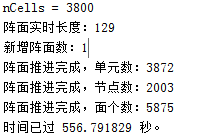 nCells = 3800
阵面实时长度：129
新增阵面数：1
阵面推进完成，单元数：3872
阵面推进完成，节点数：2003
阵面推进完成，面个数：5875
时间已过 556.791829 秒。